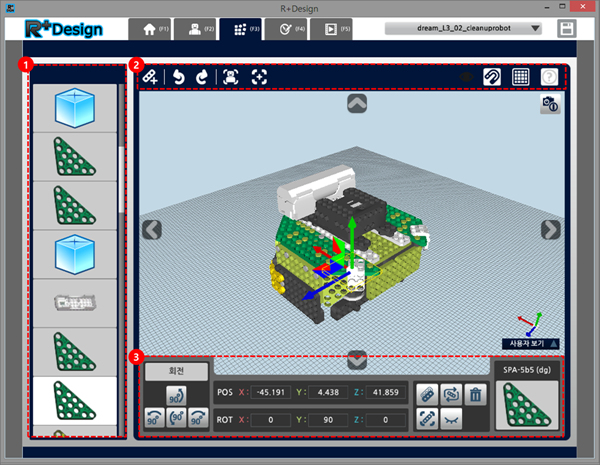 R+Design
R+Design
(F1)
(F2)
(F3)
(F4)
(F5)
dream_L3_02_cleanuprobot
1
2
사용자 보기
3
회전
90°
90°
90°
90°
POS X: -45.191 Y: 4.438 Z: 41.859
ROT X: 0 Y: 90 Z: 0
SPA-5b5 (dg)